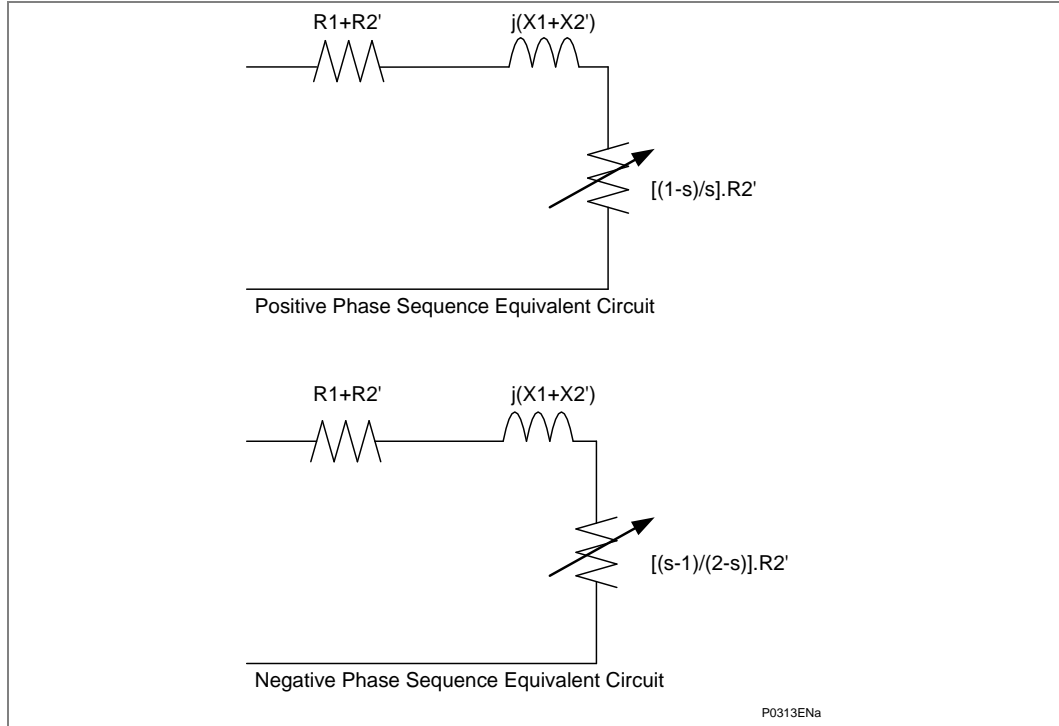 R1+R2' j(X1+X2')
[(1-s)/s].R2'
Positive Phase Sequence Equivalent Circuit
R1+R2' j(X1+X2')
[(s-1)/(2-s)].R2'
Negative Phase Sequence Equivalent Circuit
P0313ENa